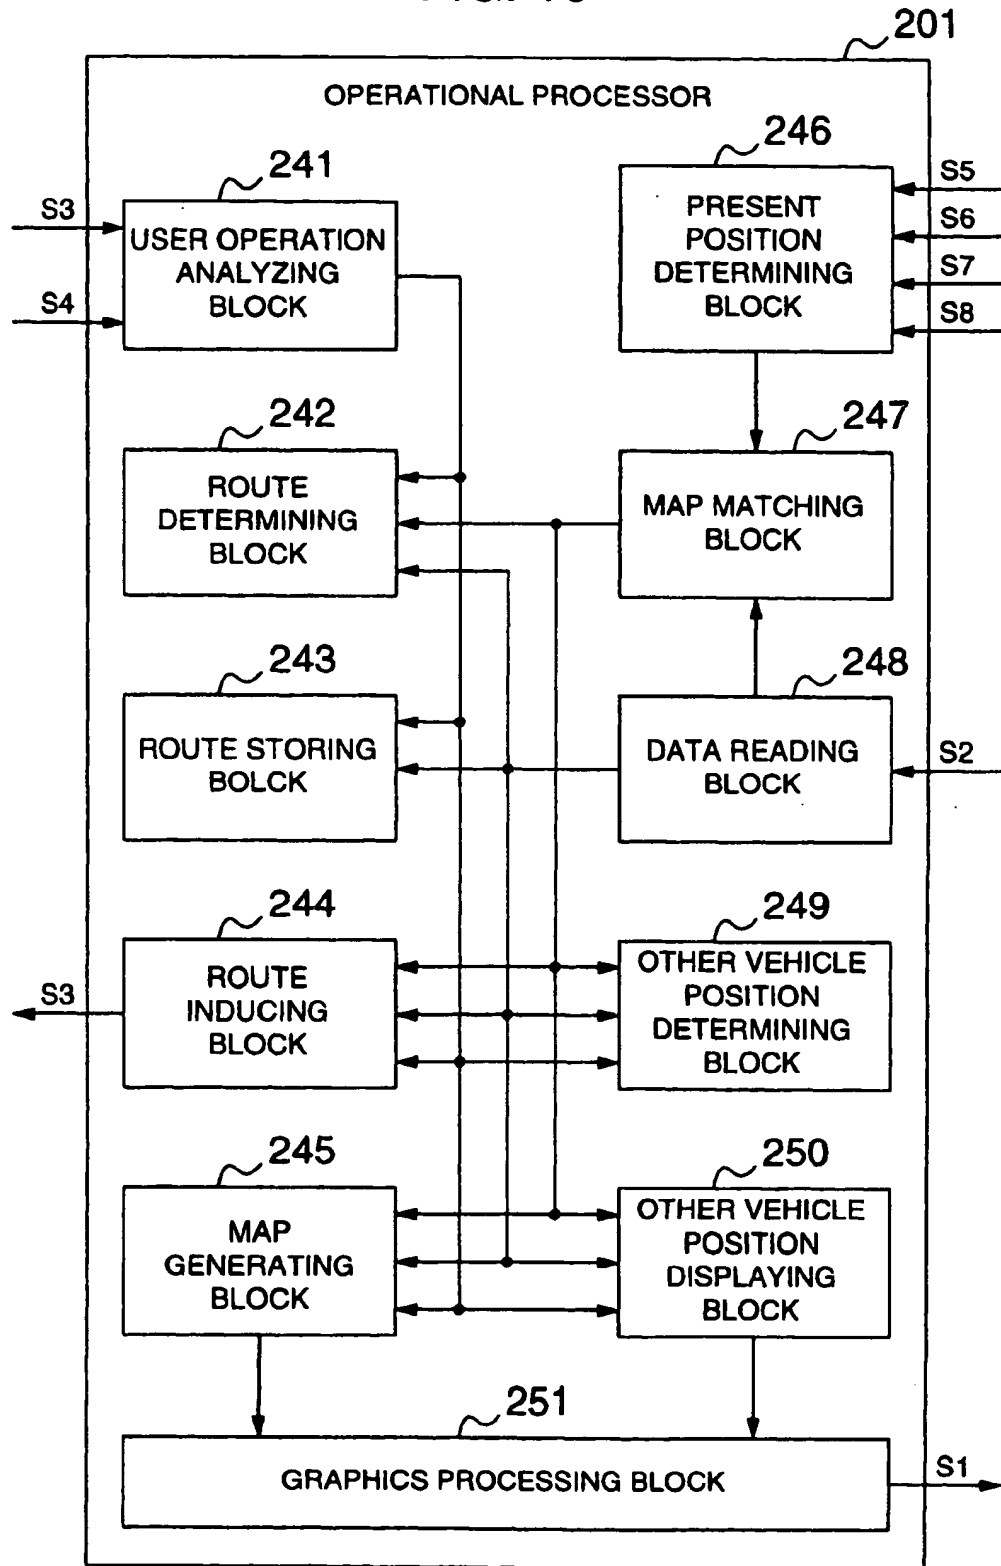 201
OPERATIONAL PROCESSOR
241
246
S3
S4
USER OPERATION
ANALYZING
BLOCK
PRESENT
POSITION
DETERMINING
BLOCK
S5
S6
S7
S8
242
247
ROUTE
DETERMINING
BLOCK
MAP MATCHING
BLOCK
243
248
ROUTE STORING
BOLCK
DATA READING
BLOCK
S2
244
249
S3
ROUTE
INDUCING
BLOCK
OTHER VEHICLE
POSITION
DETERMINING
BLOCK
245
250
MAP
GENERATING
BLOCK
OTHER VEHICLE
POSITION
DISPLAYING
BLOCK
251
GRAPHICS PROCESSING BLOCK
S1